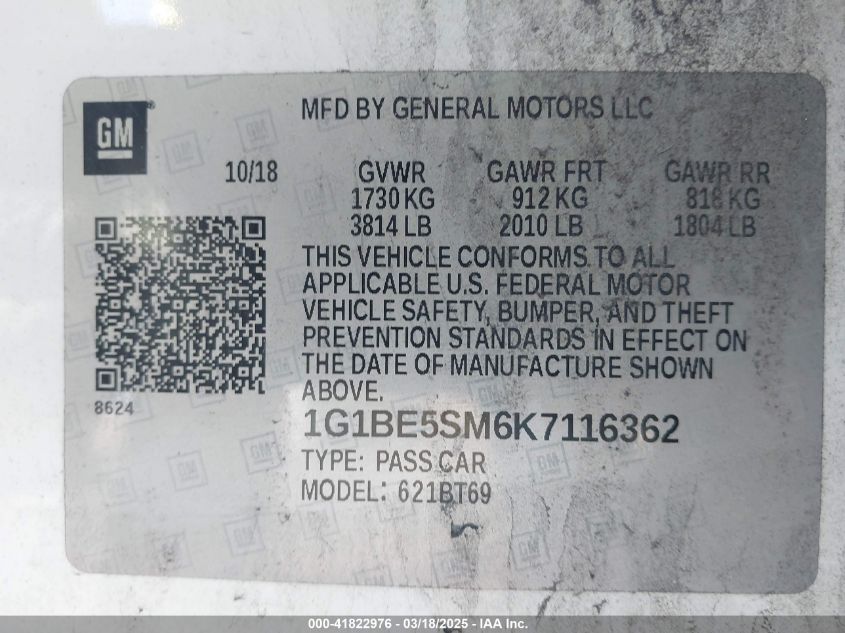 GM
MFD BY GENERAL MOTORS LLC
10/18 GVWR GAWR FRT GAWR RR
1730 KG 912 KG 818 KG
3814 LB 2010 LB 1804 LB
THIS VEHICLE CONFORMS TO ALL
APPLICABLE U.S. FEDERAL MOTOR
VEHICLE SAFETY, BUMPER, AND THEFT
PREVENTION STANDARDS IN EFFECT ON
THE DATE OF MANUFACTURE SHOWN
ABOVE.
8624
1G1BE5SM6K7116362
TYPE: PASS CAR
MODEL: 621BT69
000-41822976 - 03/18/2025 - IAA Inc.